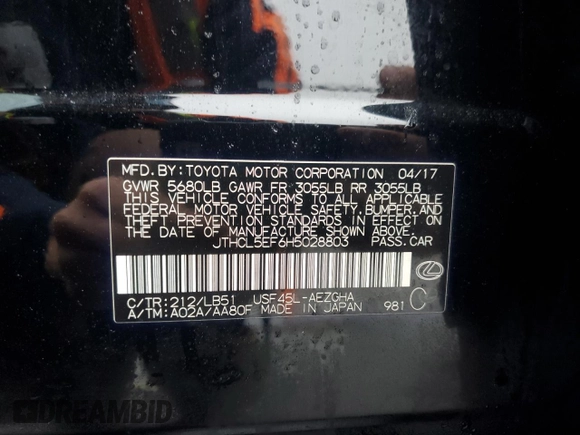 MFD.BY:TOYOTA MOTOR CORPORATION 04/17
GVWR 5680LB GAWR FR 3055LB RR 3055LB
THIS VEHICLE CONFORMS TO ALL APPLICABLE
FEDERAL MOTOR VEHICLE SAFETY,BUMPER,AND
THEFT PREVENTION STANDARDS IN EFFECT ON
THE DATE OF MANUFACTURE SHOWN ABOVE.
JTHCL5EF6H5028803 PASS.CAR
C/TR:212/LB51 USF45L-AEZGHA
A/TM:A02A/AA80F MADE IN JAPAN 981 C
DREAMBID